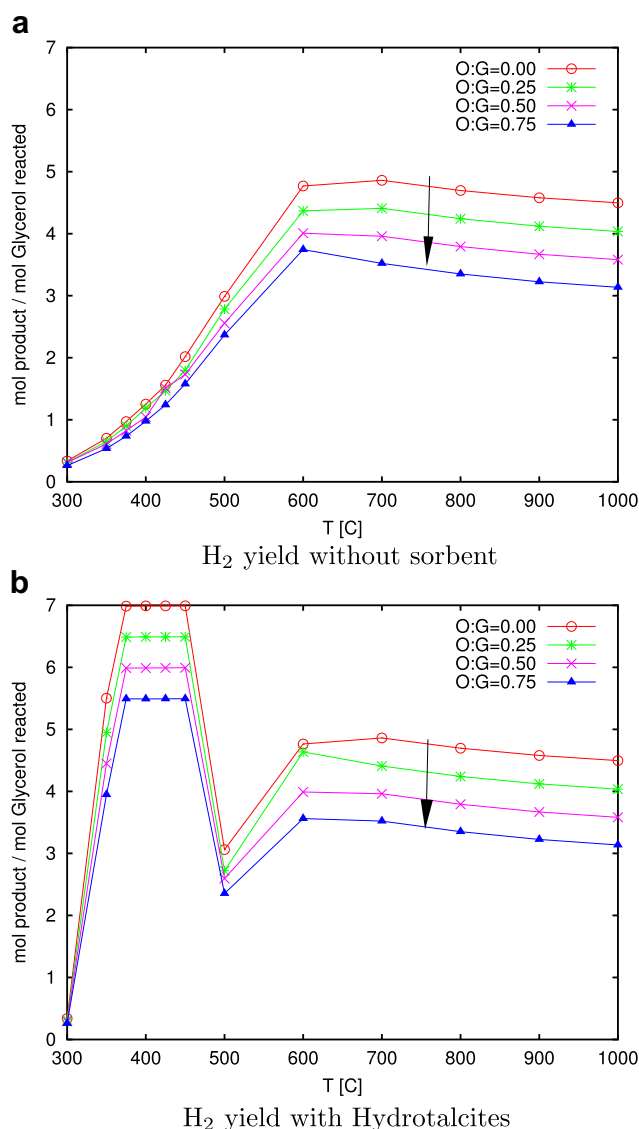 a
7
6
5
4
3
2
1
0
mol product / mol Glycerol reacted
O:G=0.00
O:G=0.25
O:G=0.50
O:G=0.75
300 400 500 600 700 800 900 1000
T [C]
H₂ yield without sorbent
b
7
6
5
4
3
2
1
0
mol product / mol Glycerol reacted
O:G=0.00
O:G=0.25
O:G=0.50
O:G=0.75
300 400 500 600 700 800 900 1000
T [C]
H₂ yield with Hydrotalcites